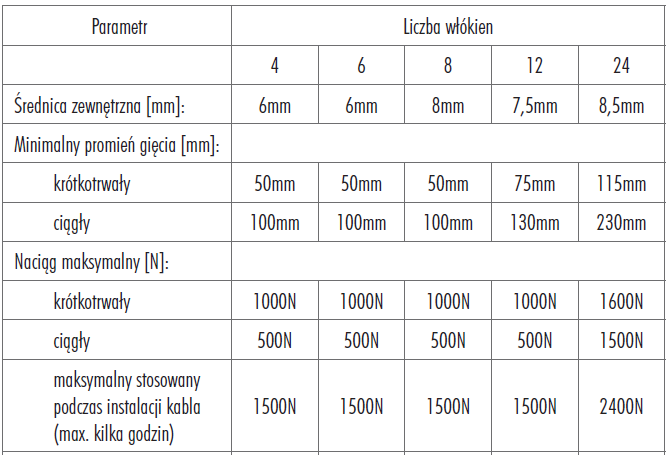 Parametr Liczba włókien
4 6 8 12 24
Średnica zewnętrzna [mm]: 6mm 6mm 8mm 7,5mm 8,5mm
Minimalny promień gięcia [mm]:
krótkotrwały 50mm 50mm 50mm 75mm 115mm
ciągły 100mm 100mm 100mm 130mm 230mm
Naciąg maksymalny [N]:
krótkotrwały 1000N 1000N 1000N 1000N 1600N
ciągły 500N 500N 500N 500N 1500N
maksymalny stosowany
podczas instalacji kabla 1500N 1500N 1500N 1500N 2400N
(max. kilka godzin)